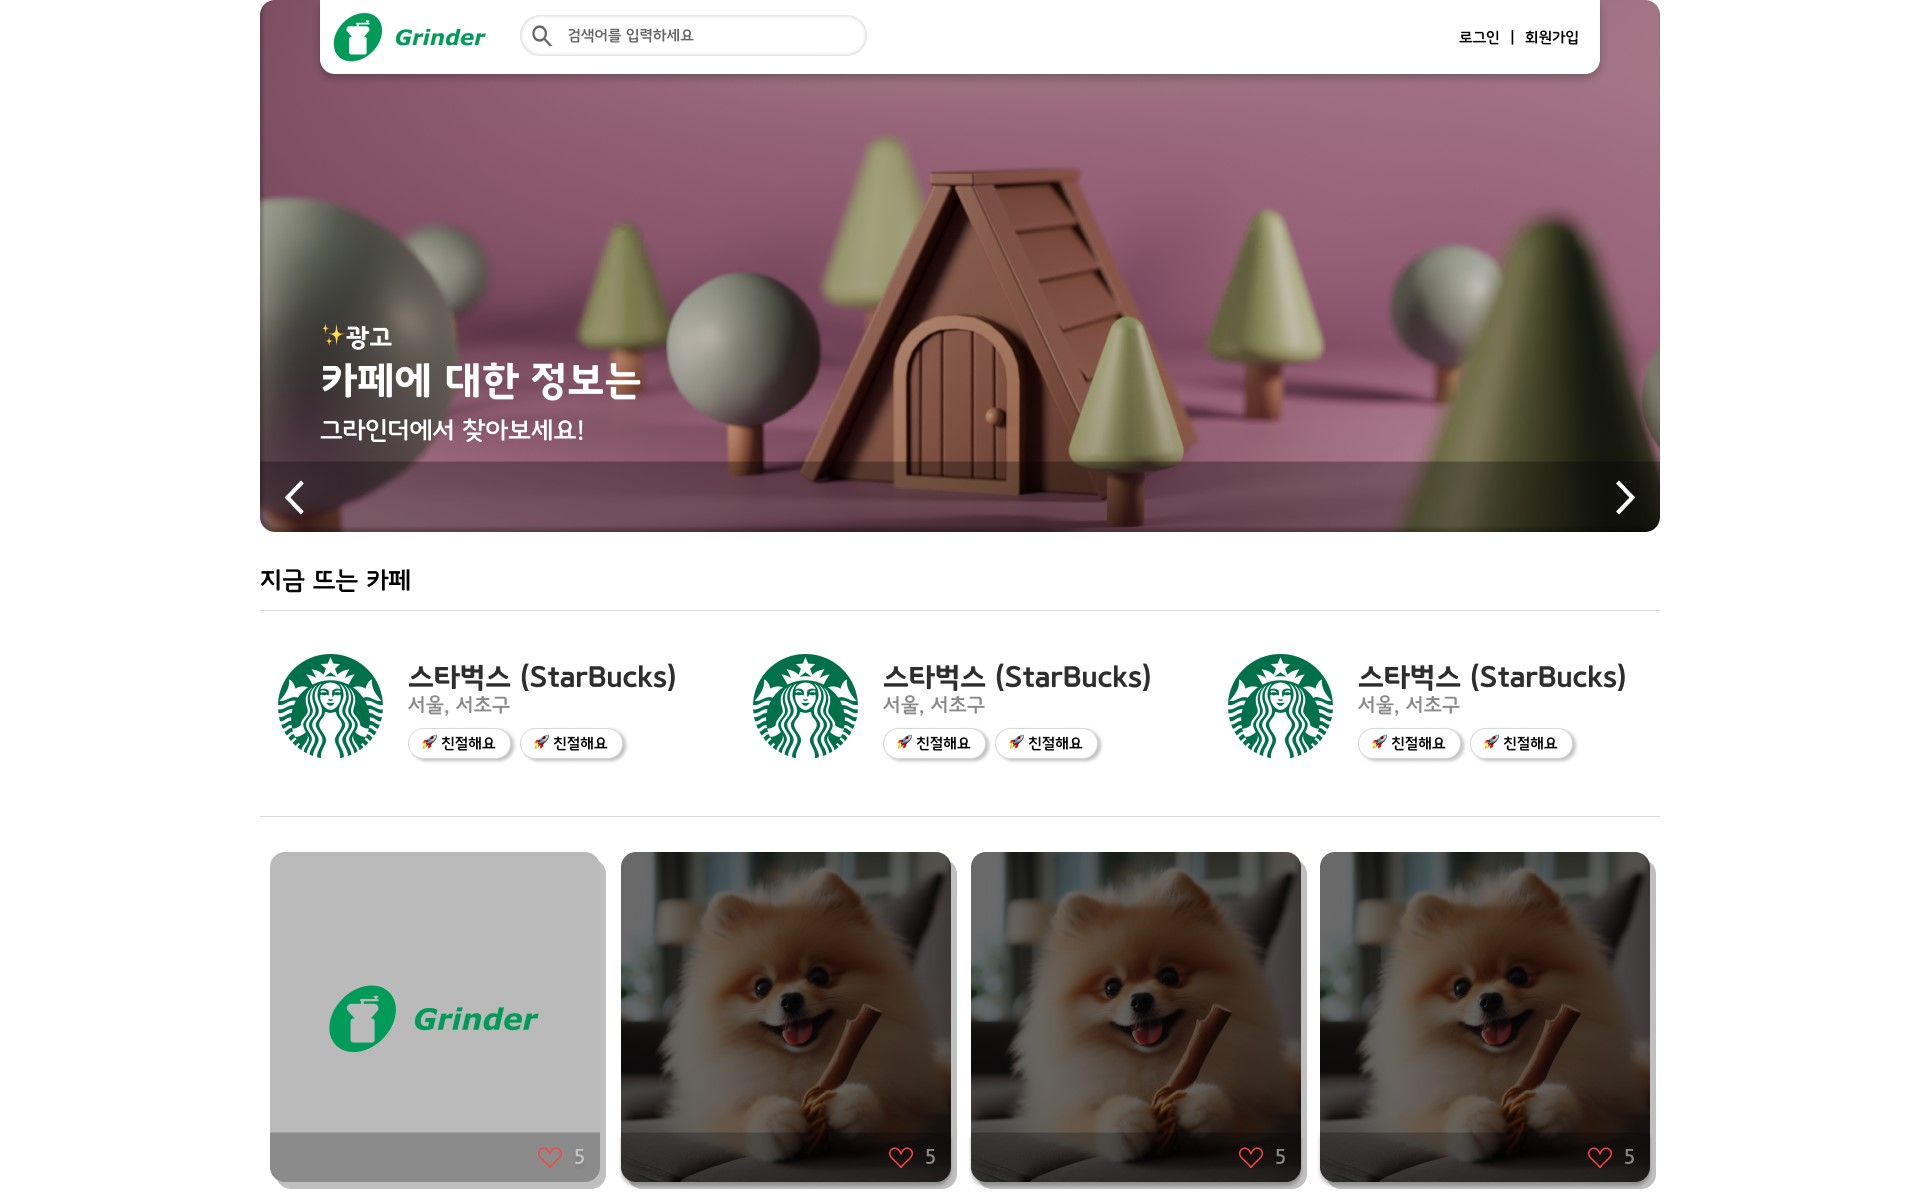 Grinder
검색어를 입력하세요
로그인 | 회원가입
✨광고
카페에 대한 정보는
그라인더에서 찾아보세요!
지금 뜨는 카페
스타벅스 (StarBucks)
서울, 서초구
🚀 친절해요 🚀 친절해요
스타벅스 (StarBucks)
서울, 서초구
🚀 친절해요 🚀 친절해요
스타벅스 (StarBucks)
서울, 서초구
🚀 친절해요 🚀 친절해요
Grinder
5
5
5
5